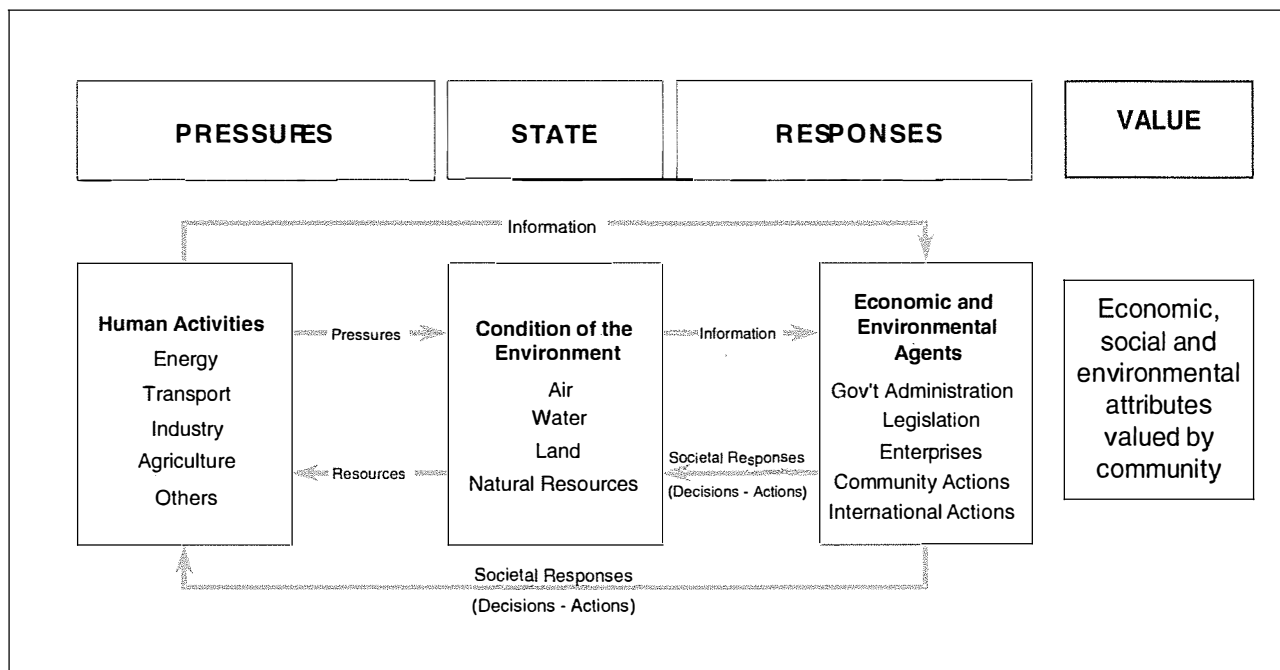 PRESSURES
STATE
RESPONSES
VALUE
Information
Human Activities
Energy
Transport
Industry
Agriculture
Others
Pressures
Resources
Condition of the
Environment
Air
Water
Land
Natural Resources
Information
Societal Responses
(Decisions - Actions)
Economic and
Environmental
Agents
Gov't Administration
Legislation
Enterprises
Community Actions
International Actions
Economic,
social and
environmental
attributes
valued by
community
Societal Responses
(Decisions - Actions)